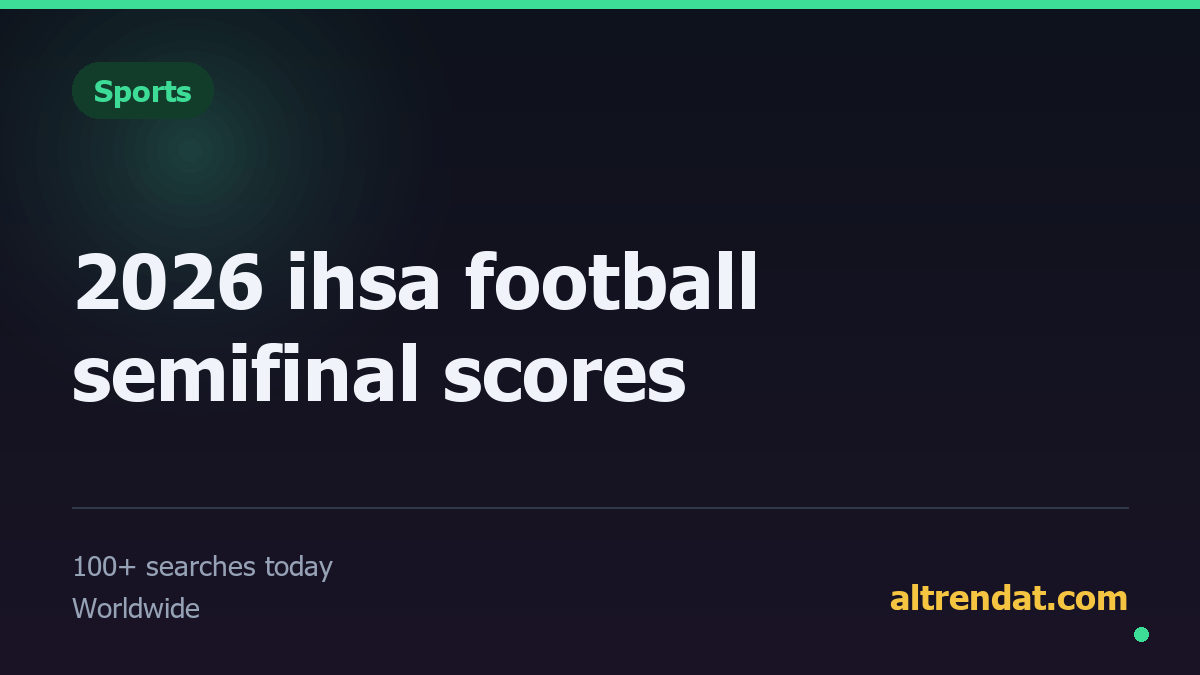 Sports
2026 ihsa football
semifinal scores
100+ searches today
Worldwide
altrendat.com